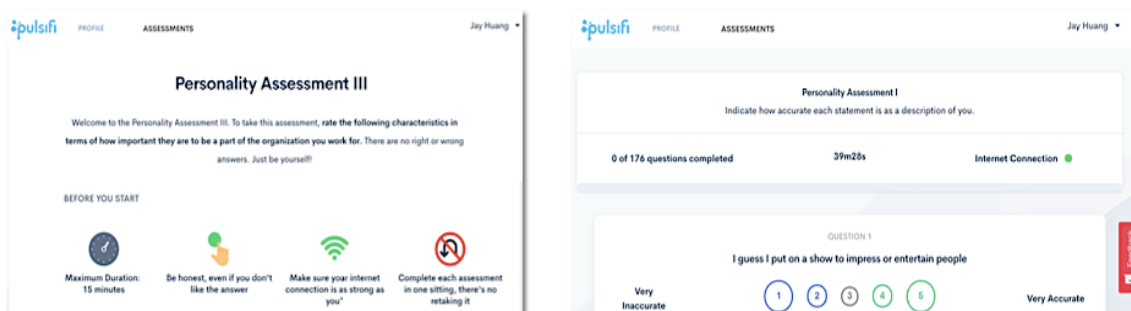 pulsifi PROFILE ASSESSMENTS Jay Huang
Personality Assessment III
Welcome to the Personality Assessment III. To take this assessment, rate the following characteristics in
terms of how important they are to be a part of the organization you work for. There are no right or wrong
answers. Just be yourself!
BEFORE YOU START
Maximum Duration:
15 minutes
Be honest, even if you don't
like the answer
Make sure your internet
connection is as strong as
you"
Complete each assessment
in one sitting, there's no
retaking it
pulsifi PROFILE ASSESSMENTS Jay Huang
Personality Assessment I
Indicate how accurate each statement is as a description of you.
0 of 176 questions completed 39m28s Internet Connection
QUESTION 1
I guess I put on a show to impress or entertain people
Very
Inaccurate
1 2 3 4 5
Very Accurate
Feedback